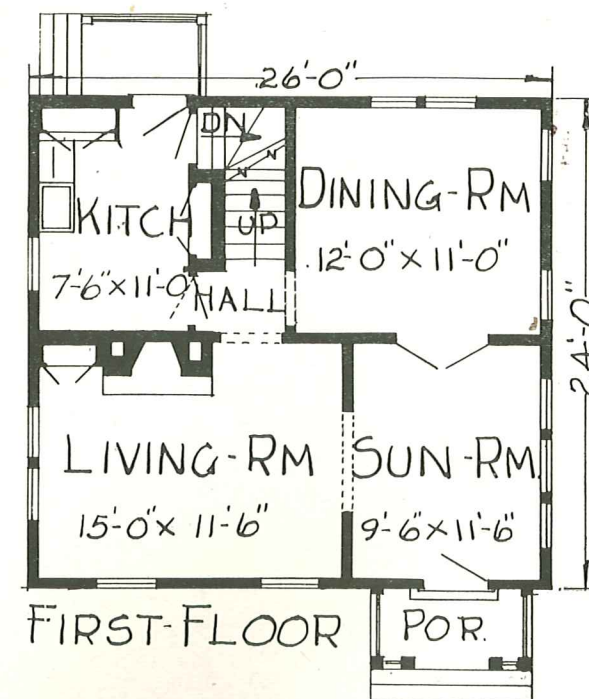 26'-0"
DN
KITCH
7'-6" x 11'-0
UP
HALL
DINING-RM
12'-0" x 11'-0"
24'-0"
LIVING-RM
15'-0" x 11'-6"
SUN-RM.
9'-6" x 11'-6"
FIRST-FLOOR
POR.